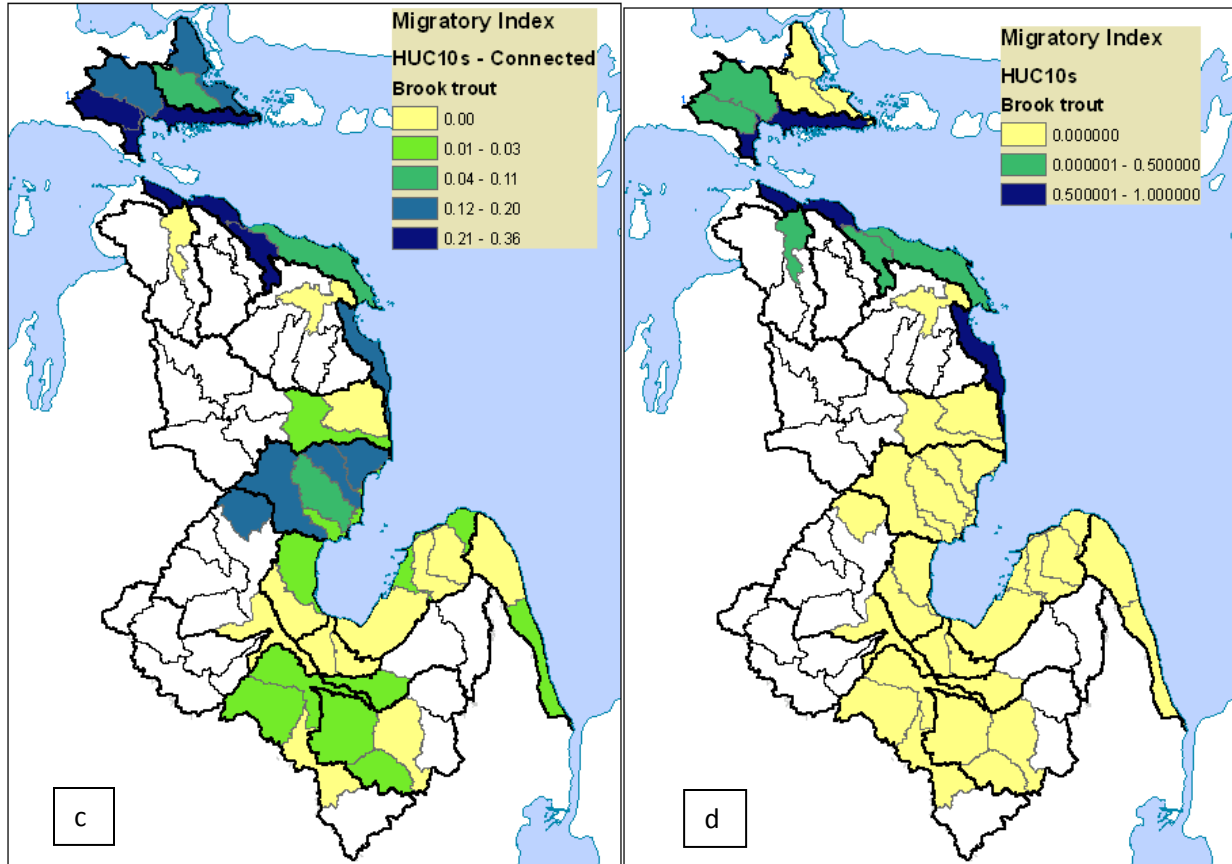 Migratory Index
HUC10s - Connected
Brook trout
0.00
0.01 - 0.03
0.04 - 0.11
0.12 - 0.20
0.21 - 0.36
c
Migratory Index
HUC10s
Brook trout
0.000000
0.000001 - 0.500000
0.500001 - 1.000000
d